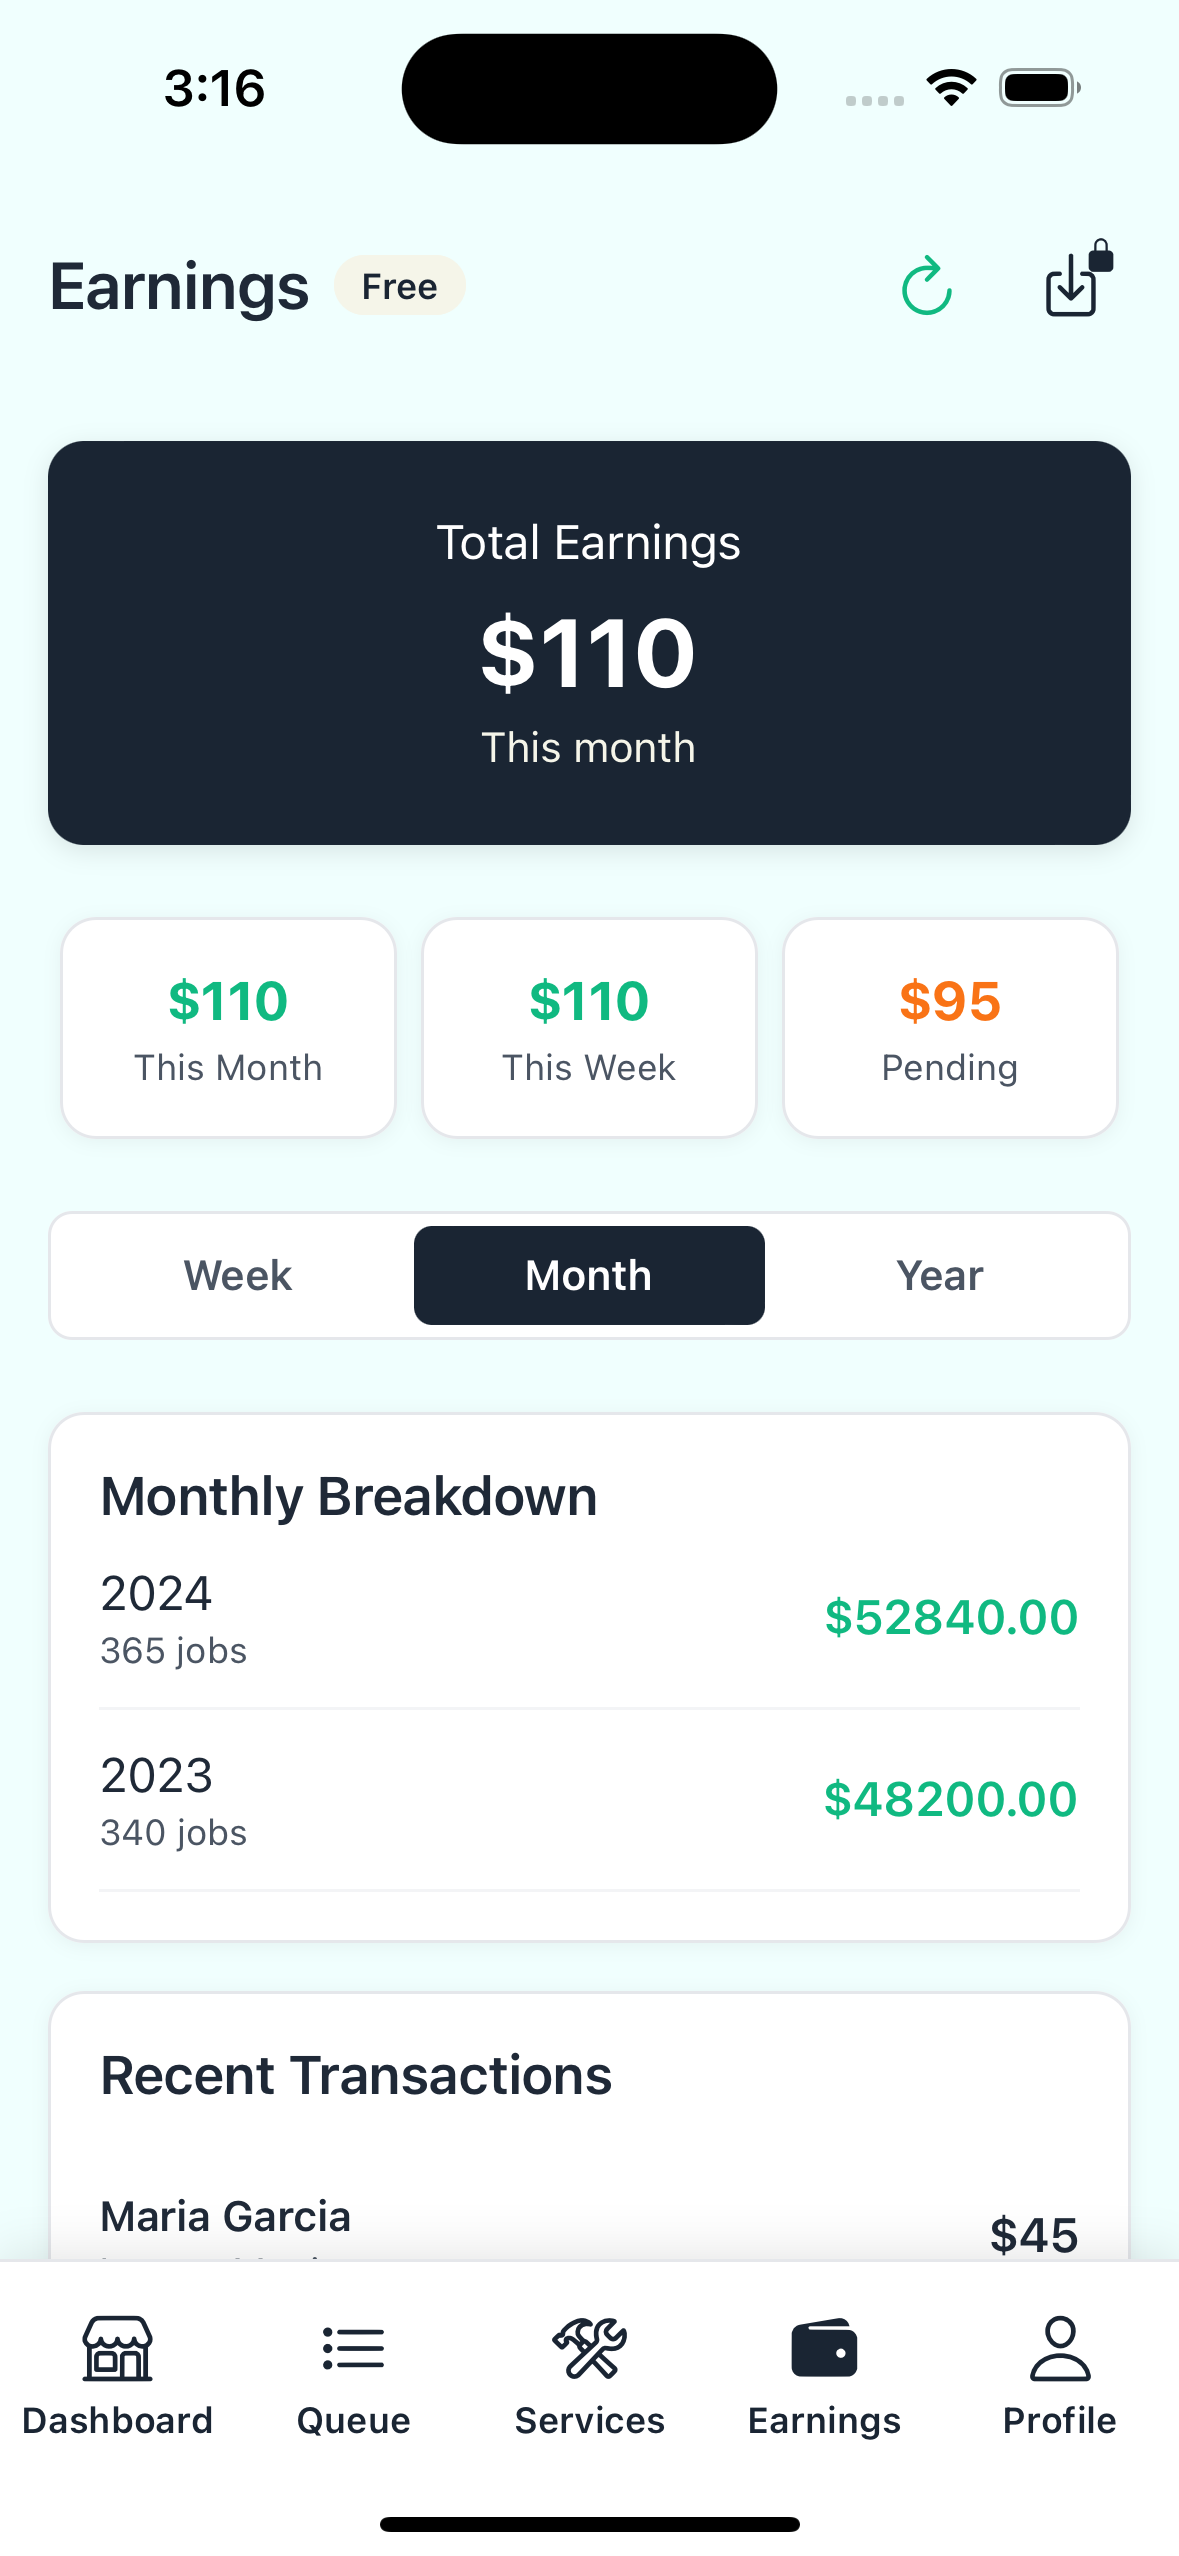 3:16
Earnings Free
Total Earnings
$110
This month
$110 $110 $95
This Month This Week Pending
Week Month Year
Monthly Breakdown
2024
$52840.00
365 jobs
2023
$48200.00
340 jobs
Recent Transactions
Maria Garcia
$45
Dashboard Queue Services Earnings Profile